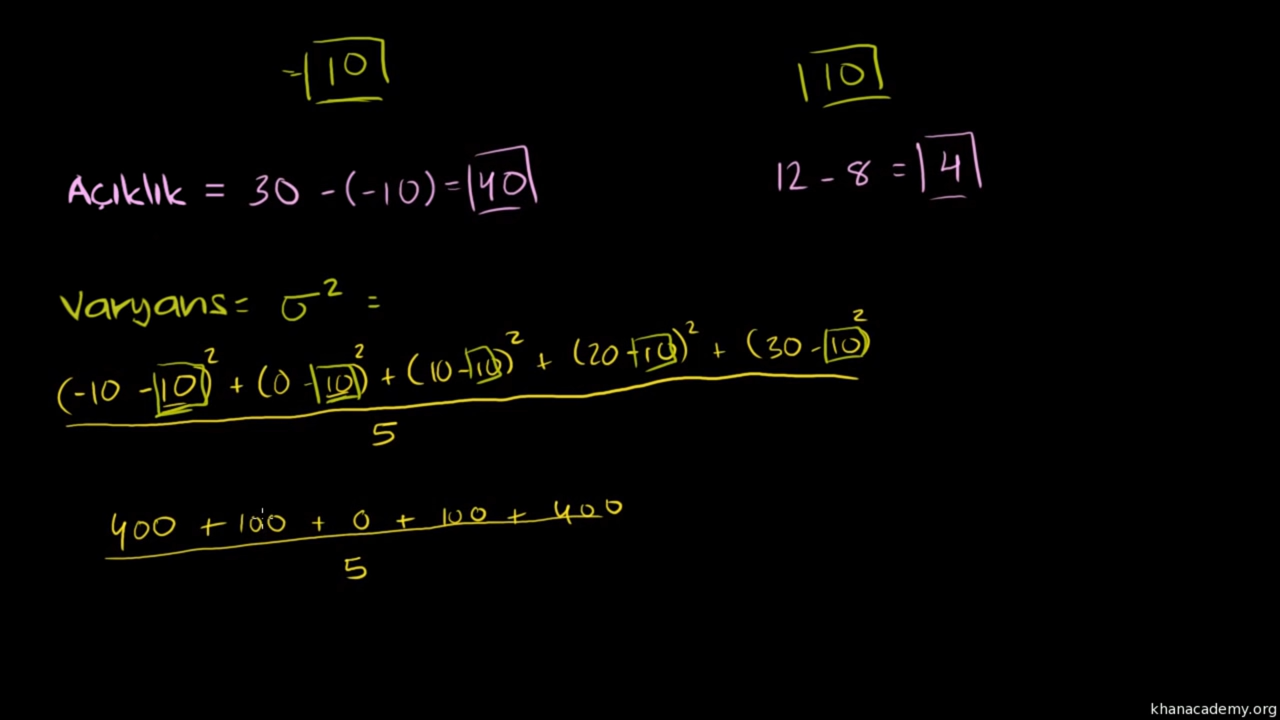 = 10
10
Açıklık = 30 - (-10) = 40
12 - 8 = 4
Varyans = σ² =
(-10 - 10)² + (0 - 10)² + (10 - 10)² + (20 - 10)² + (30 - 10)²
5
400 + 100 + 0 + 100 + 400
5
khanacademy.org